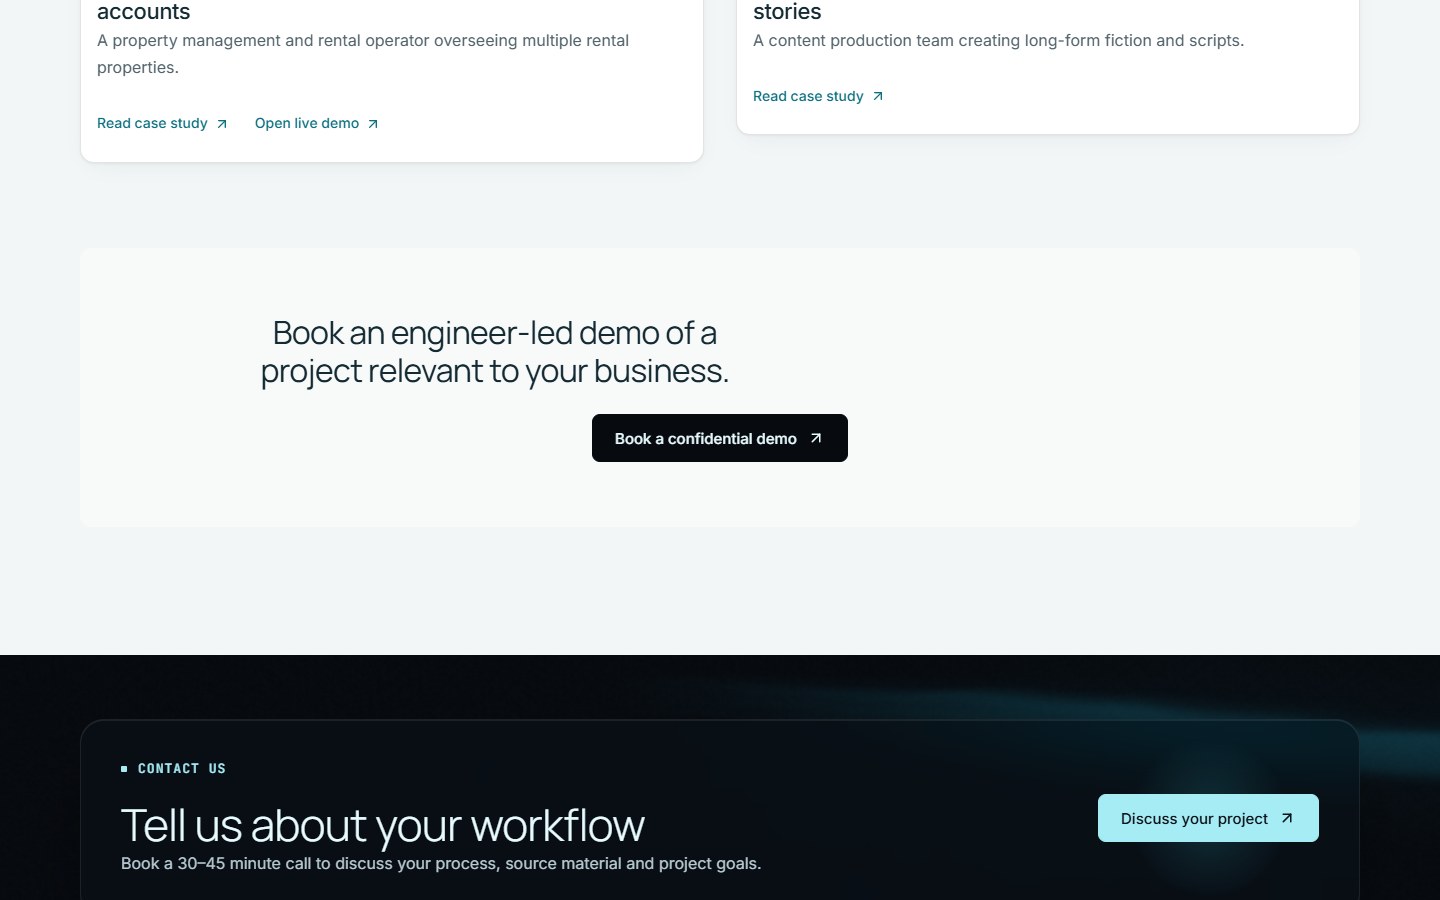 accounts
A property management and rental operator overseeing multiple rental
properties.
Read case study
Open live demo
stories
A content production team creating long-form fiction and scripts.
Read case study
Book an engineer-led demo of a
project relevant to your business.
Book a confidential demo
CONTACT US
Tell us about your workflow
Book a 30–45 minute call to discuss your process, source material and project goals.
Discuss your project